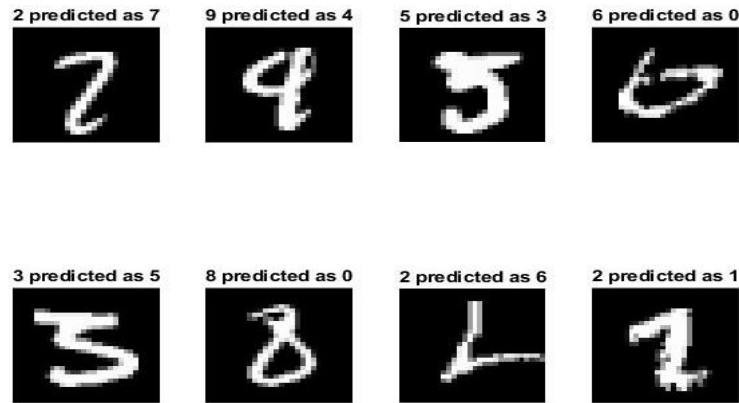 2 predicted as 7
9 predicted as 4
5 predicted as 3
6 predicted as 0
3 predicted as 5
8 predicted as 0
2 predicted as 6
2 predicted as 1